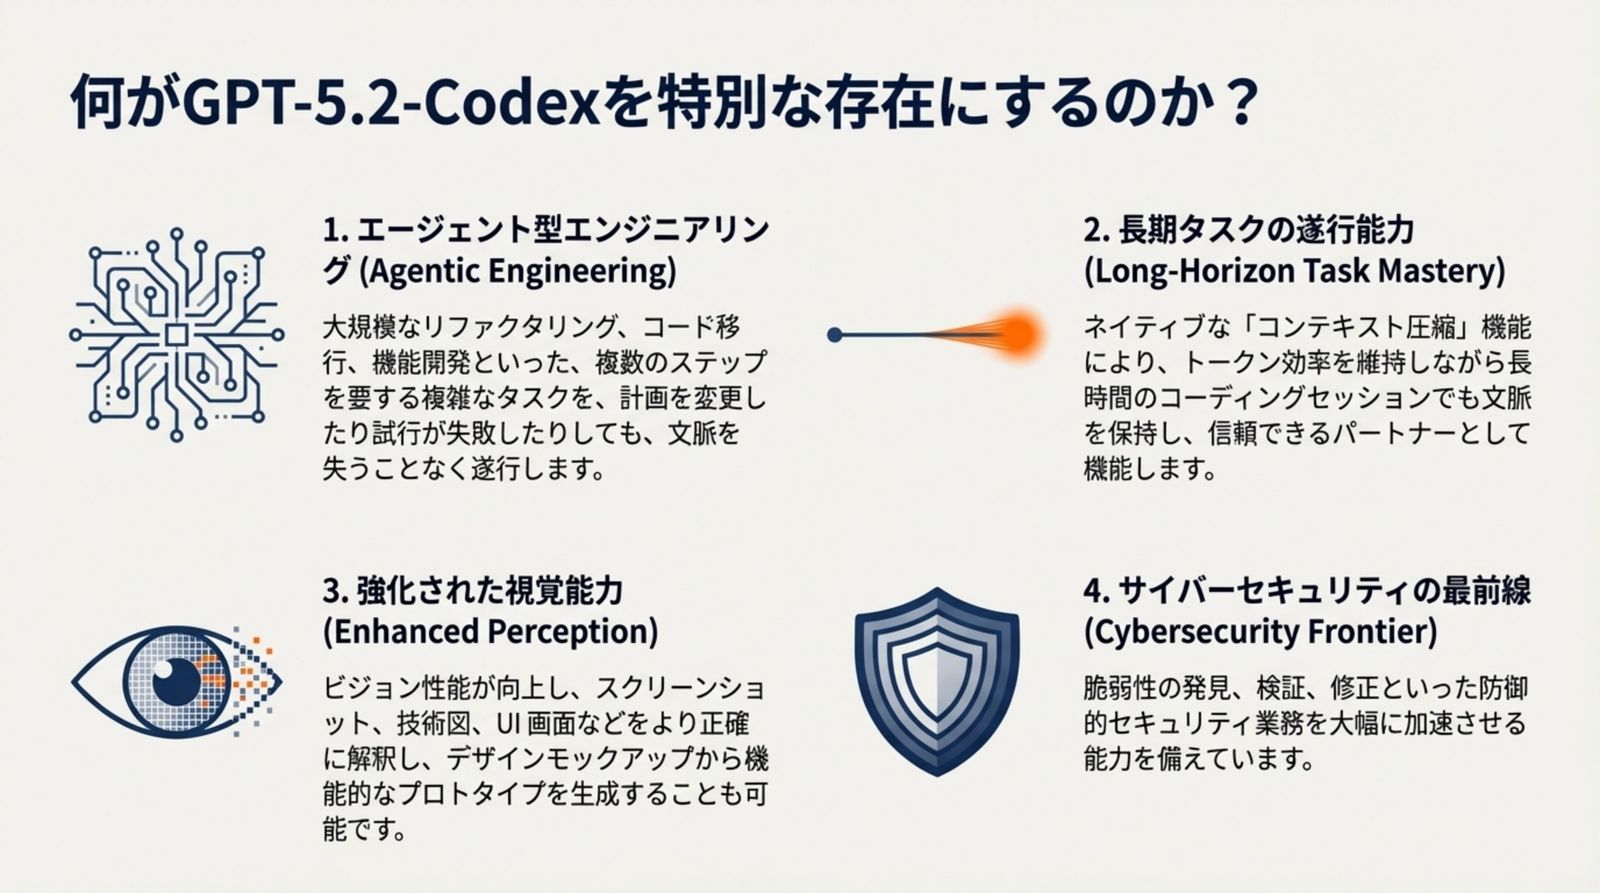 何がGPT-5.2-Codexを特別な存在にするのか？
1. エージェント型エンジニアリン
グ (Agentic Engineering)
大規模なリファクタリング、コード移
行、機能開発といった、複数のステップ
を要する複雑なタスクを、計画を変更し
たり試行が失敗したりしても、文脈を
失うことなく遂行します。
2. 長期タスクの遂行能力
(Long-Horizon Task Mastery)
ネイティブな「コンテキスト圧縮」機能
により、トークン効率を維持しながら長
時間のコーディングセッションでも文脈
を保持し、信頼できるパートナーとして
機能します。
3. 強化された視覚能力
(Enhanced Perception)
ビジョン性能が向上し、スクリーンショ
ット、技術図、UI 画面などをより正確
に解釈し、デザインモックアップから機
能的なプロトタイプを生成することも可
能です。
4. サイバーセキュリティの最前線
(Cybersecurity Frontier)
脆弱性の発見、検証、修正といった防御
的セキュリティ業務を大幅に加速させる
能力を備えています。